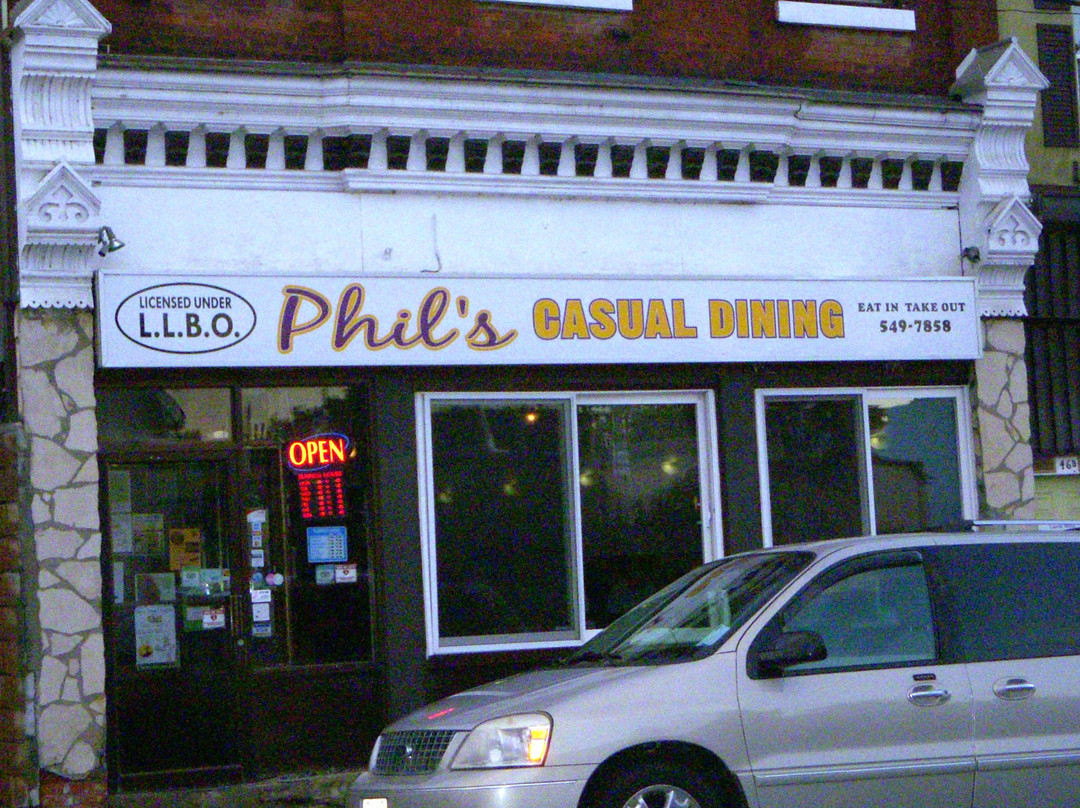 LICENSED UNDER
L.L.B.O.
Phil's
CASUAL DINING
EAT IN TAKE OUT
549-7858
OPEN